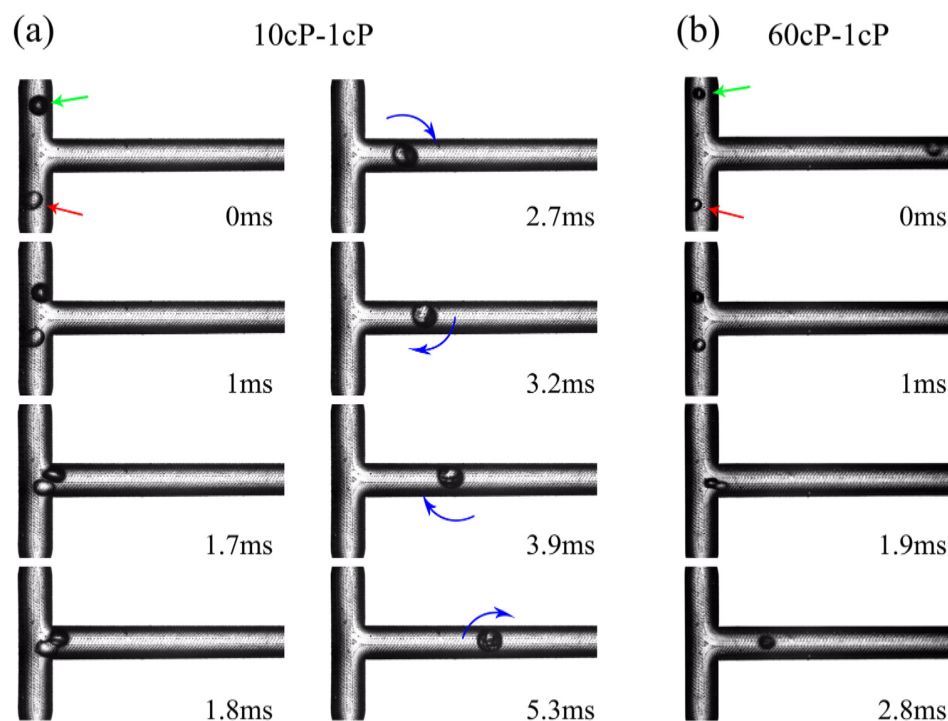 (a)
10cP-1cP
0ms
1ms
1.7ms
1.8ms
2.7ms
3.2ms
3.9ms
5.3ms
(b)
60cP-1cP
0ms
1ms
1.9ms
2.8ms